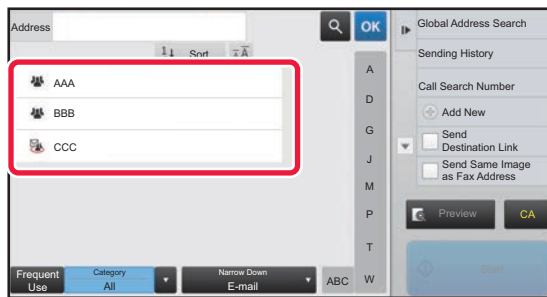 Address
OK
Sort
AAA
BBB
CCC
A
D
G
J
M
P
T
W
Frequent
Use
Category
All
Narrow Down
E-mail
ABC
Global Address Search
Sending History
Call Search Number
Add New
Send
Destination Link
Send Same Image
as Fax Address
Preview
CA
Start